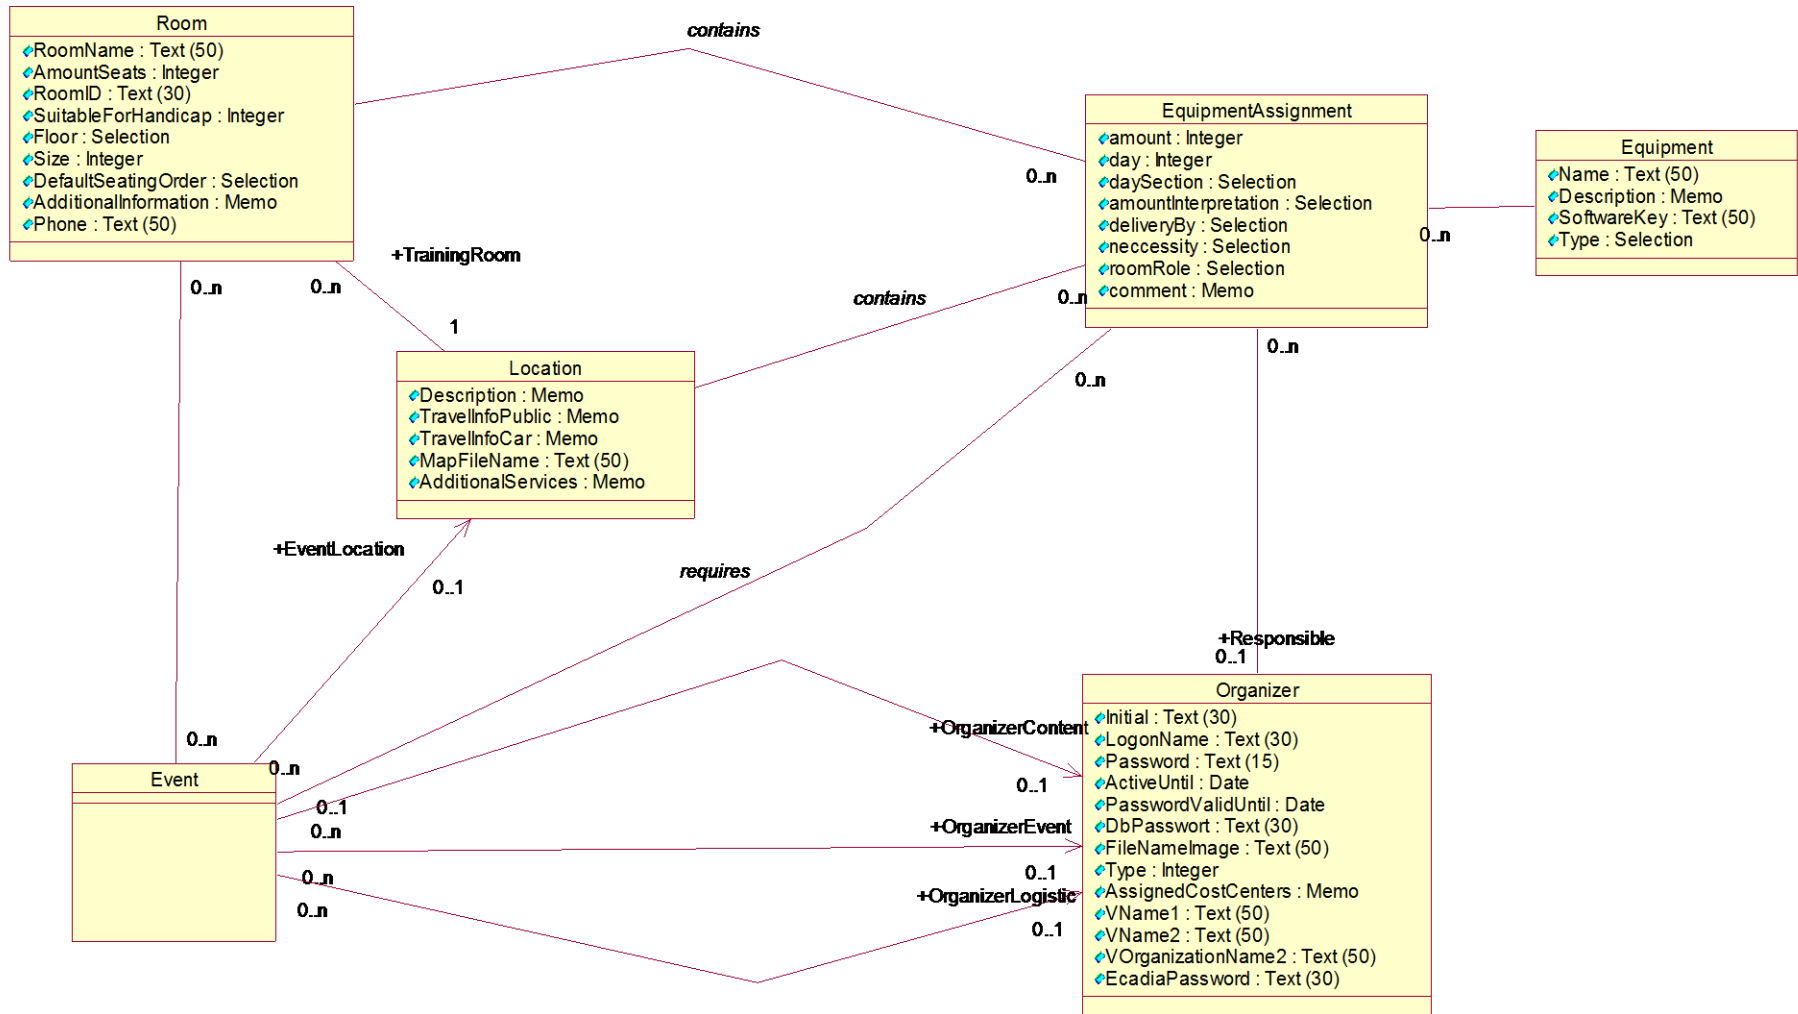 Room
RoomName : Text (50)
AmountSeats : Integer
RoomID : Text (30)
SuitableForHandicap : Integer
Floor : Selection
Size : Integer
DefaultSeatingOrder : Selection
AdditionalInformation : Memo
Phone : Text (50)
contains
0..n
EquipmentAssignment
amount : Integer
day : Integer
daySection : Selection
amountInterpretation : Selection
deliveryBy : Selection
neccessity : Selection
roomRole : Selection
comment : Memo
0..n
Equipment
Name : Text (50)
Description : Memo
SoftwareKey : Text (50)
Type : Selection
0..n
0..n
+TrainingRoom
1
contains
0..n
0..n
0..n
Location
Description : Memo
TravelInfoPublic : Memo
TravelInfoCar : Memo
MapFileName : Text (50)
AdditionalServices : Memo
+EventLocation
0..1
requires
+Responsible
0..1
0..n
0..n
Event
0..1
0..n
0..n
0..n
+OrganizerContent
0..1
+OrganizerEvent
0..1
+OrganizerLogistic
0..1
Organizer
Initial : Text (30)
LogonName : Text (30)
Password : Text (15)
ActiveUntil : Date
PasswordValidUntil : Date
DbPasswort : Text (30)
FileNameImage : Text (50)
Type : Integer
AssignedCostCenters : Memo
VName1 : Text (50)
VName2 : Text (50)
VOrganizationName2 : Text (50)
EcadiaPassword : Text (30)